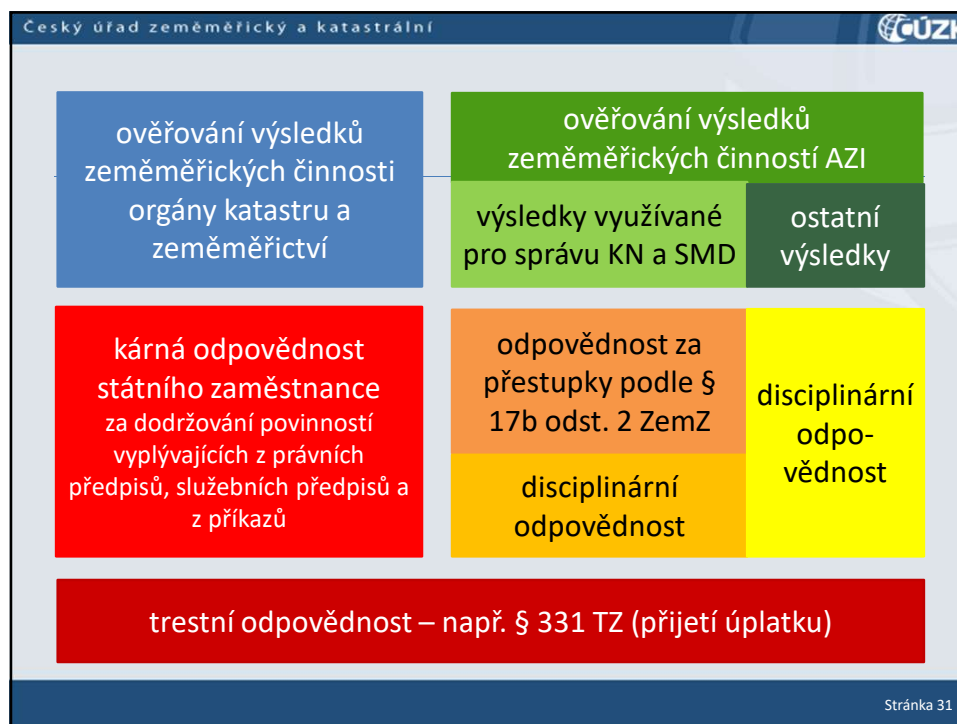 Český úřad zeměměřický a katastrální
ČÚZK
ověřování výsledků
zeměměřických činnosti
orgány katastru a
zeměměřictví
ověřování výsledků
zeměměřických činností AZI
výsledky využívané
pro správu KN a SMD
ostatní
výsledky
kárná odpovědnost
státního zaměstnance
za dodržování povinností
vyplývajících z právních
předpisů, služebních předpisů a
z příkazů
odpovědnost za
přestupky podle §
17b odst. 2 ZemZ
disciplinární
odpovědnost
disciplinární
odpo-
vědnost
trestní odpovědnost – např. § 331 TZ (přijetí úplatku)
Stránka 31